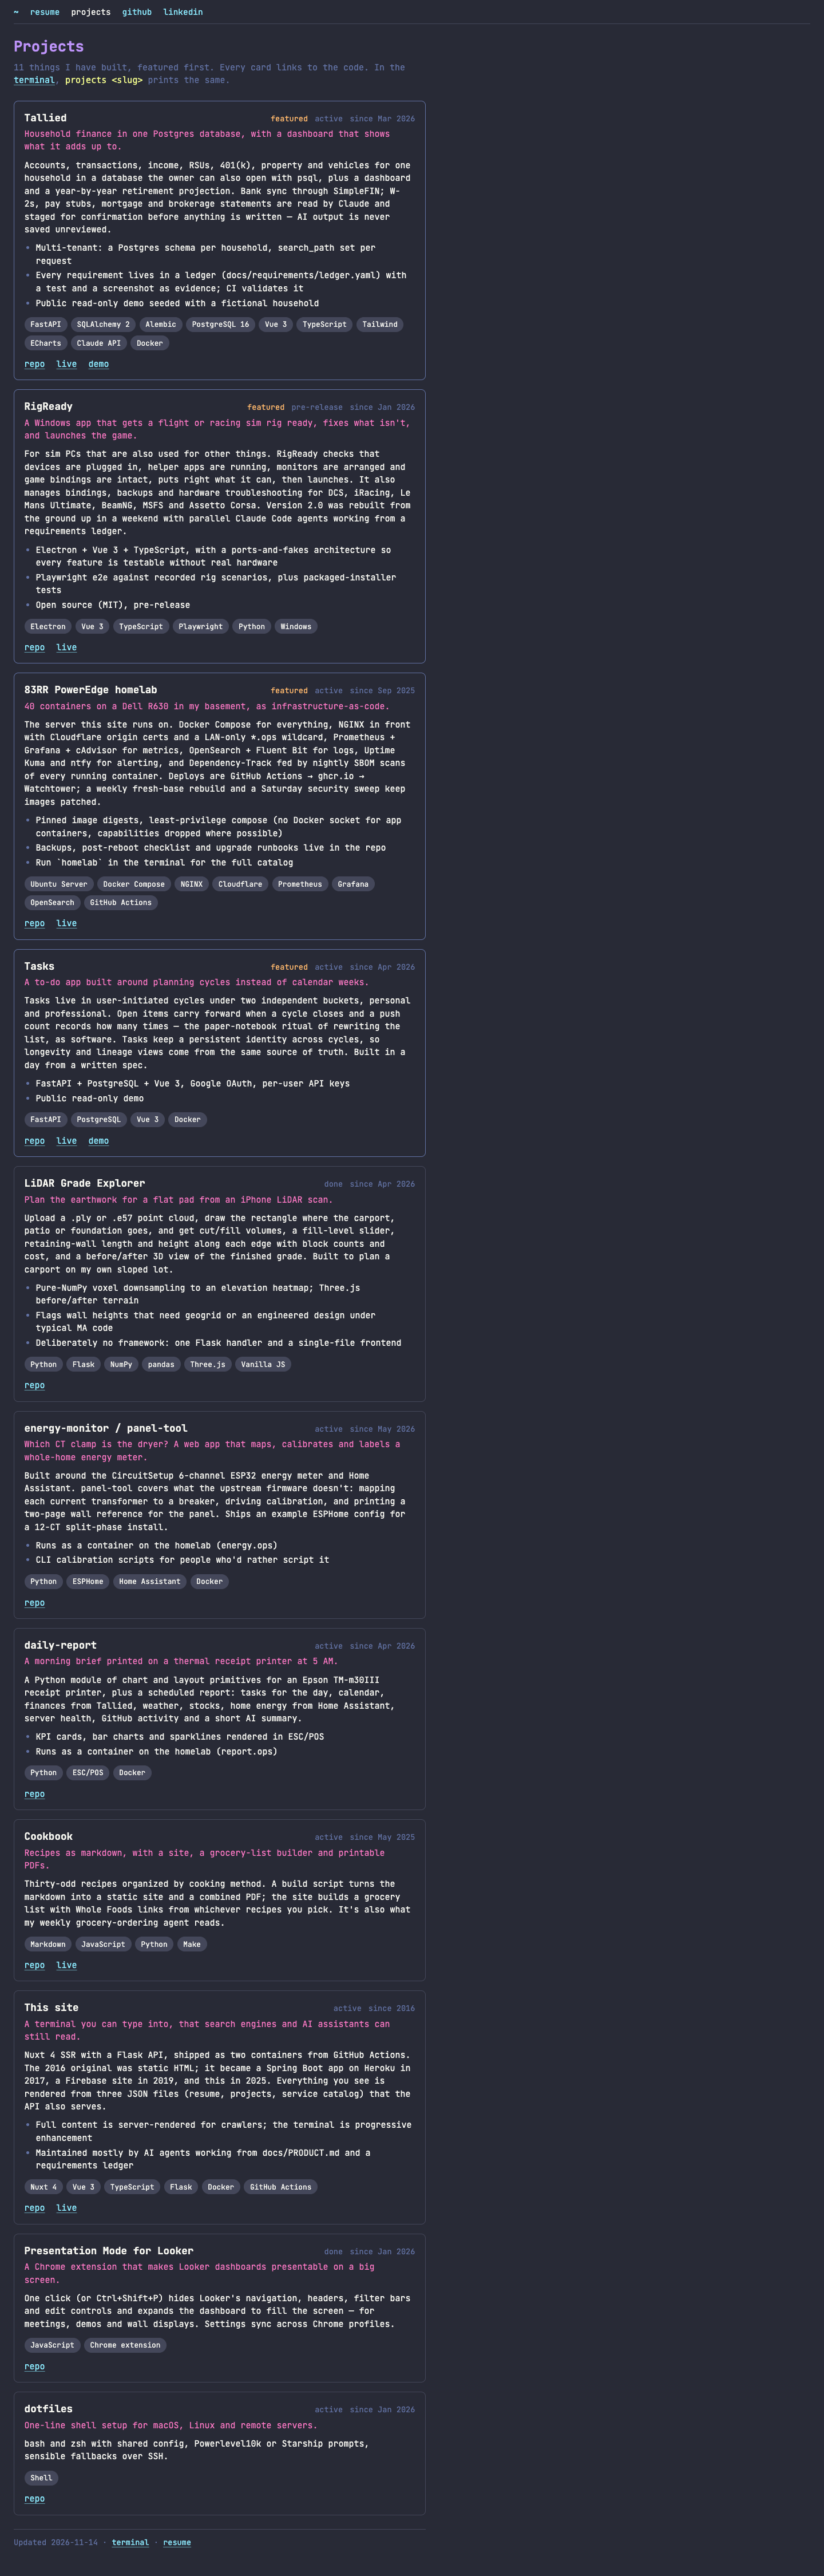 ~ resume projects github linkedin
Projects
11 things I have built, featured first. Every card links to the code. In the
terminal, projects <slug> prints the same.
Tallied featured active since Mar 2026
Household finance in one Postgres database, with a dashboard that shows
what it adds up to.
Accounts, transactions, income, RSUs, 401(k), property and vehicles for one
household in a database the owner can also open with psql, plus a dashboard
and a year-by-year retirement projection. Bank sync through SimpleFIN; W-
2s, pay stubs, mortgage and brokerage statements are read by Claude and
staged for confirmation before anything is written — AI output is never
saved unreviewed.
• Multi-tenant: a Postgres schema per household, search_path set per
request
• Every requirement lives in a ledger (docs/requirements/ledger.yaml) with
a test and a screenshot as evidence; CI validates it
• Public read-only demo seeded with a fictional household
FastAPI SQLAlchemy 2 Alembic PostgreSQL 16 Vue 3 TypeScript Tailwind
ECharts Claude API Docker
repo live demo
RigReady featured pre-release since Jan 2026
A Windows app that gets a flight or racing sim rig ready, fixes what isn't,
and launches the game.
For sim PCs that are also used for other things. RigReady checks that
devices are plugged in, helper apps are running, monitors are arranged and
game bindings are intact, puts right what it can, then launches. It also
manages bindings, backups and hardware troubleshooting for DCS, iRacing, Le
Mans Ultimate, BeamNG, MSFS and Assetto Corsa. Version 2.0 was rebuilt from
the ground up in a weekend with parallel Claude Code agents working from a
requirements ledger.
• Electron + Vue 3 + TypeScript, with a ports-and-fakes architecture so
every feature is testable without real hardware
• Playwright e2e against recorded rig scenarios, plus packaged-installer
tests
• Open source (MIT), pre-release
Electron Vue 3 TypeScript Playwright Python Windows
repo live
83RR PowerEdge homelab featured active since Sep 2025
40 containers on a Dell R630 in my basement, as infrastructure-as-code.
The server this site runs on. Docker Compose for everything, NGINX in front
with Cloudflare origin certs and a LAN-only *.ops wildcard, Prometheus +
Grafana + cAdvisor for metrics, OpenSearch + Fluent Bit for logs, Uptime
Kuma and ntfy for alerting, and Dependency-Track fed by nightly SBOM scans
of every running container. Deploys are GitHub Actions → ghcr.io →
Watchtower; a weekly fresh-base rebuild and a Saturday security sweep keep
images patched.
• Pinned image digests, least-privilege compose (no Docker socket for app
containers, capabilities dropped where possible)
• Backups, post-reboot checklist and upgrade runbooks live in the repo
• Run `homelab` in the terminal for the full catalog
Ubuntu Server Docker Compose NGINX Cloudflare Prometheus Grafana
OpenSearch GitHub Actions
repo live
Tasks featured active since Apr 2026
A to-do app built around planning cycles instead of calendar weeks.
Tasks live in user-initiated cycles under two independent buckets, personal
and professional. Open items carry forward when a cycle closes and a push
count records how many times — the paper-notebook ritual of rewriting the
list, as software. Tasks keep a persistent identity across cycles, so
longevity and lineage views come from the same source of truth. Built in a
day from a written spec.
• FastAPI + PostgreSQL + Vue 3, Google OAuth, per-user API keys
• Public read-only demo
FastAPI PostgreSQL Vue 3 Docker
repo live demo
LiDAR Grade Explorer done since Apr 2026
Plan the earthwork for a flat pad from an iPhone LiDAR scan.
Upload a .ply or .e57 point cloud, draw the rectangle where the carport,
patio or foundation goes, and get cut/fill volumes, a fill-level slider,
retaining-wall length and height along each edge with block counts and
cost, and a before/after 3D view of the finished grade. Built to plan a
carport on my own sloped lot.
• Pure-NumPy voxel downsampling to an elevation heatmap; Three.js
before/after terrain
• Flags wall heights that need geogrid or an engineered design under
typical MA code
• Deliberately no framework: one Flask handler and a single-file frontend
Python Flask NumPy pandas Three.js Vanilla JS
repo
energy-monitor / panel-tool active since May 2026
Which CT clamp is the dryer? A web app that maps, calibrates and labels a
whole-home energy meter.
Built around the CircuitSetup 6-channel ESP32 energy meter and Home
Assistant. panel-tool covers what the upstream firmware doesn't: mapping
each current transformer to a breaker, driving calibration, and printing a
two-page wall reference for the panel. Ships an example ESPHome config for
a 12-CT split-phase install.
• Runs as a container on the homelab (energy.ops)
• CLI calibration scripts for people who'd rather script it
Python ESPHome Home Assistant Docker
repo
daily-report active since Apr 2026
A morning brief printed on a thermal receipt printer at 5 AM.
A Python module of chart and layout primitives for an Epson TM-m30III
receipt printer, plus a scheduled report: tasks for the day, calendar,
finances from Tallied, weather, stocks, home energy from Home Assistant,
server health, GitHub activity and a short AI summary.
• KPI cards, bar charts and sparklines rendered in ESC/POS
• Runs as a container on the homelab (report.ops)
Python ESC/POS Docker
repo
Cookbook active since May 2025
Recipes as markdown, with a site, a grocery-list builder and printable
PDFs.
Thirty-odd recipes organized by cooking method. A build script turns the
markdown into a static site and a combined PDF; the site builds a grocery
list with Whole Foods links from whichever recipes you pick. It's also what
my weekly grocery-ordering agent reads.
Markdown JavaScript Python Make
repo live
This site active since 2016
A terminal you can type into, that search engines and AI assistants can
still read.
Nuxt 4 SSR with a Flask API, shipped as two containers from GitHub Actions.
The 2016 original was static HTML; it became a Spring Boot app on Heroku in
2017, a Firebase site in 2019, and this in 2025. Everything you see is
rendered from three JSON files (resume, projects, service catalog) that the
API also serves.
• Full content is server-rendered for crawlers; the terminal is progressive
enhancement
• Maintained mostly by AI agents working from docs/PRODUCT.md and a
requirements ledger
Nuxt 4 Vue 3 TypeScript Flask Docker GitHub Actions
repo live
Presentation Mode for Looker done since Jan 2026
A Chrome extension that makes Looker dashboards presentable on a big
screen.
One click (or Ctrl+Shift+P) hides Looker's navigation, headers, filter bars
and edit controls and expands the dashboard to fill the screen — for
meetings, demos and wall displays. Settings sync across Chrome profiles.
JavaScript Chrome extension
repo
dotfiles active since Jan 2026
One-line shell setup for macOS, Linux and remote servers.
bash and zsh with shared config, Powerlevel10k or Starship prompts,
sensible fallbacks over SSH.
Shell
repo
Updated 2026-11-14 · terminal · resume